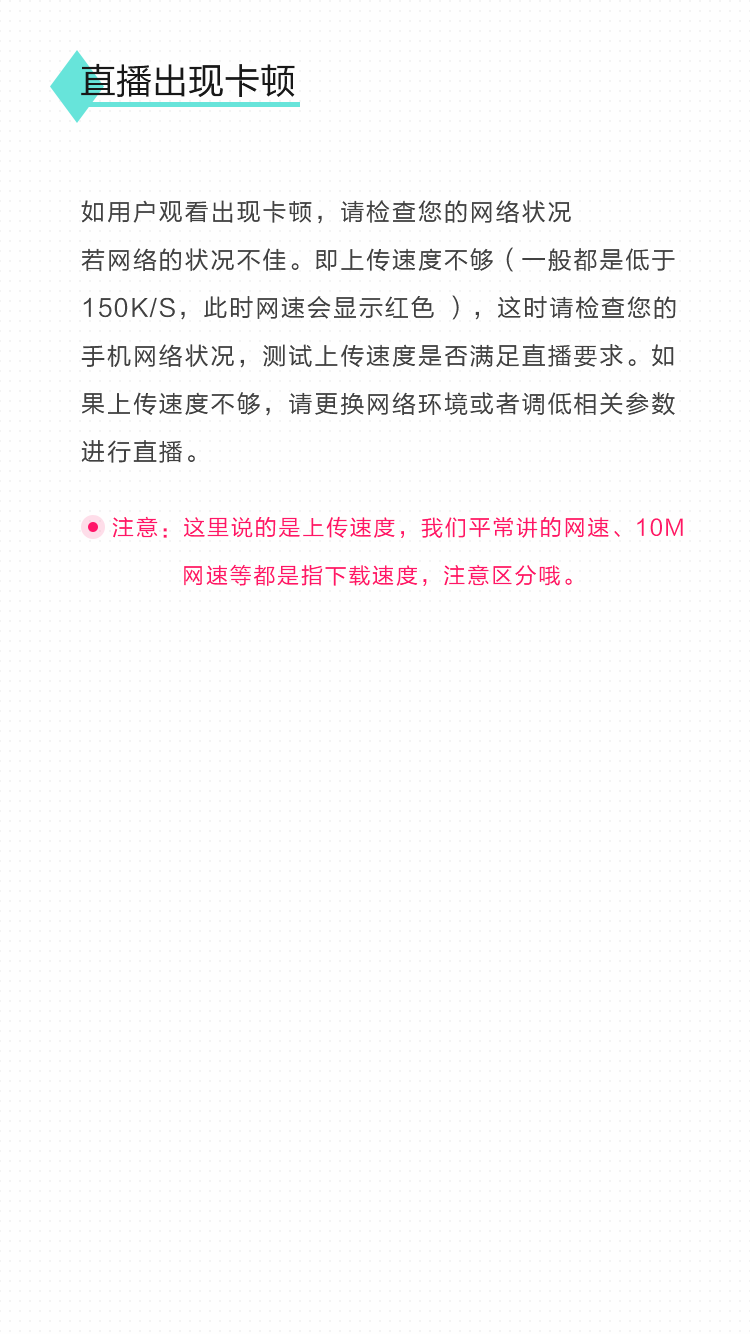 直播出现卡顿
如用户观看出现卡顿，请检查您的网络状况
若网络的状况不佳。即上传速度不够（一般都是低于
150K/S，此时网速会显示红色 ），这时请检查您的
手机网络状况，测试上传速度是否满足直播要求。如
果上传速度不够，请更换网络环境或者调低相关参数
进行直播。
注意：这里说的是上传速度，我们平常讲的网速、10M
网速等都是指下载速度，注意区分哦。